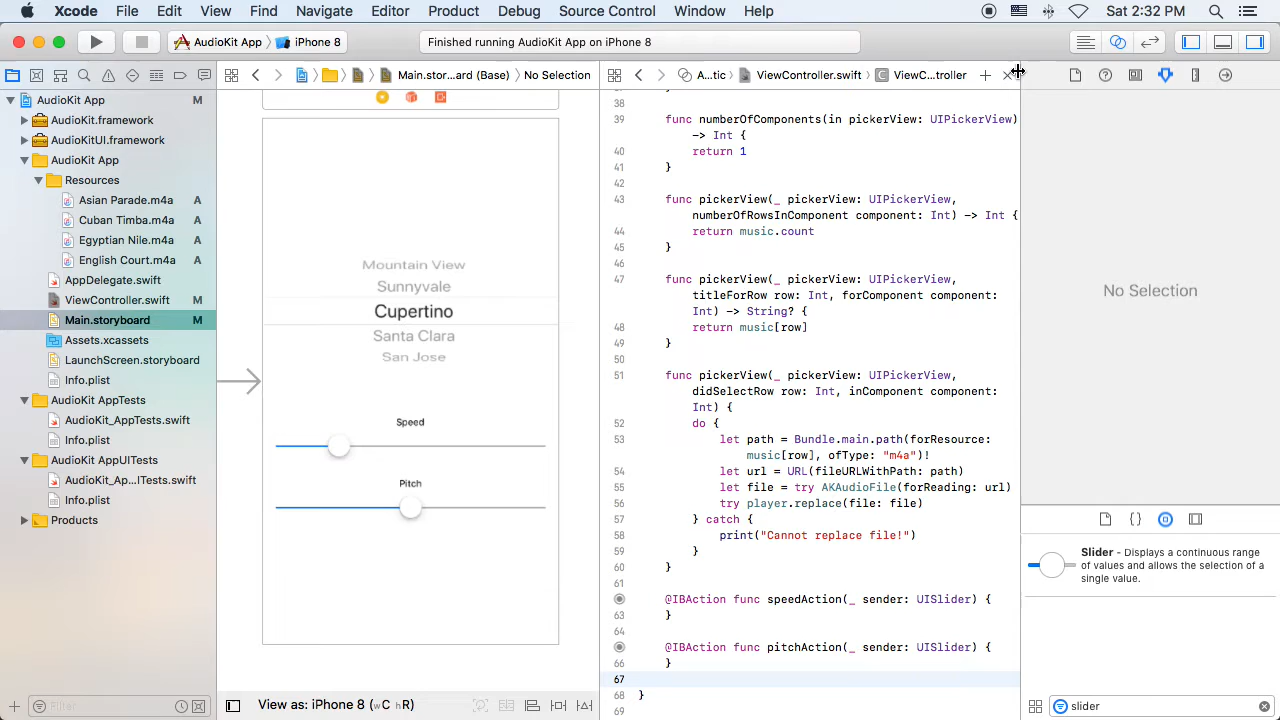 Xcode File Edit View Find Navigate Editor Product Debug Source Control Window Help Sat 2:32 PM
AudioKit App iPhone 8 Finished running AudioKit App on iPhone 8
Main.stor...ard (Base) No Selection
A...tic ViewController.swift C ViewC...troller
AudioKit App M
AudioKit.framework
AudioKitUI.framework
AudioKit App
Resources
Asian Parade.m4a A
Cuban Timba.m4a A
Egyptian Nile.m4a A
English Court.m4a A
AppDelegate.swift
ViewController.swift M
Main.storyboard M
Assets.xcassets
LaunchScreen.storyboard
Info.plist
AudioKit AppTests
AudioKit_AppTests.swift
Info.plist
AudioKit AppUITests
AudioKit_Ap...ITests.swift
Info.plist
Products
Filter
Mountain View
Sunnyvale
Cupertino
Santa Clara
San Jose
Speed
Pitch
View as: iPhone 8 (wC hR)
38
39 func numberOfComponents(in pickerView: UIPickerView)
-> Int {
40 return 1
41 }
42
43 func pickerView(_ pickerView: UIPickerView,
numberOfRowsInComponent component: Int) -> Int {
44 return music.count
45 }
46
47 func pickerView(_ pickerView: UIPickerView,
titleForRow row: Int, forComponent component:
Int) -> String? {
48 return music[row]
49 }
50
51 func pickerView(_ pickerView: UIPickerView,
didSelectRow row: Int, inComponent component:
Int) {
52 do {
53 let path = Bundle.main.path(forResource:
music[row], ofType: "m4a")!
54 let url = URL(fileURLWithPath: path)
55 let file = try AKAudioFile(forReading: url)
56 try player.replace(file: file)
57 } catch {
58 print("Cannot replace file!")
59 }
60 }
61
@IBAction func speedAction(_ sender: UISlider) {
63 }
64
@IBAction func pitchAction(_ sender: UISlider) {
66 }
67
68 }
69
No Selection
Slider - Displays a continuous range
of values and allows the selection of a
single value.
slider